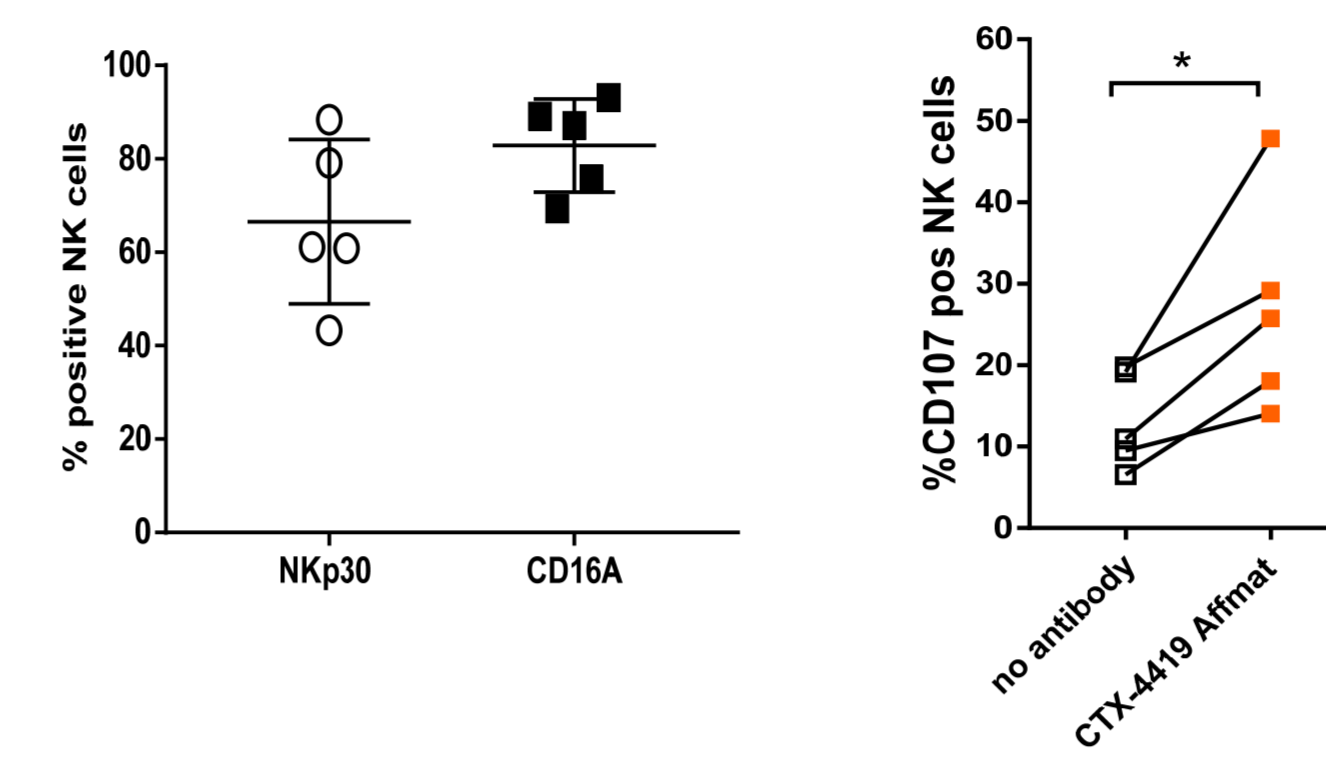 % positive NK cells
100
80
60
40
20
0
NKp30
CD16A
%CD107 pos NK cells
60
50
40
30
20
10
0
*
no antibody
CTX-4419 Affmat